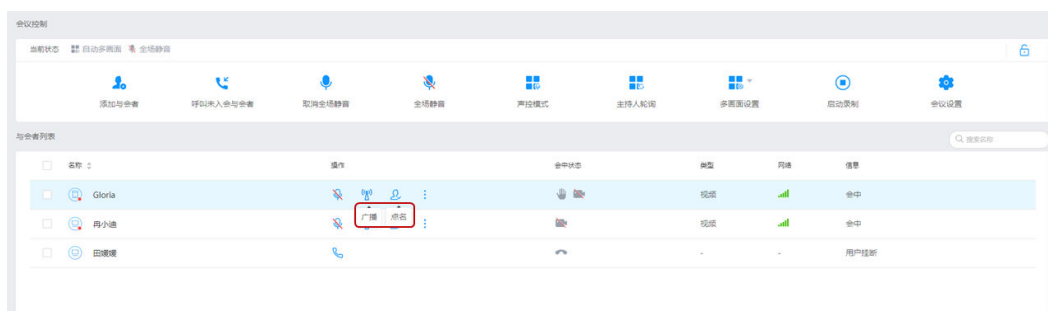 会议控制
当前状态 自动多画面 全场静音
添加与会者 呼叫未入会与会者 取消全场静音 全场静音 声控模式 主持人轮询 多画面设置 启动录制 会议设置
与会者列表 搜索名称
名称 操作 会中状态 类型 网络 信息
Gloria 视频 会中
广播 点名
冉小迪 视频 会中
田媛媛 - - 用户挂断